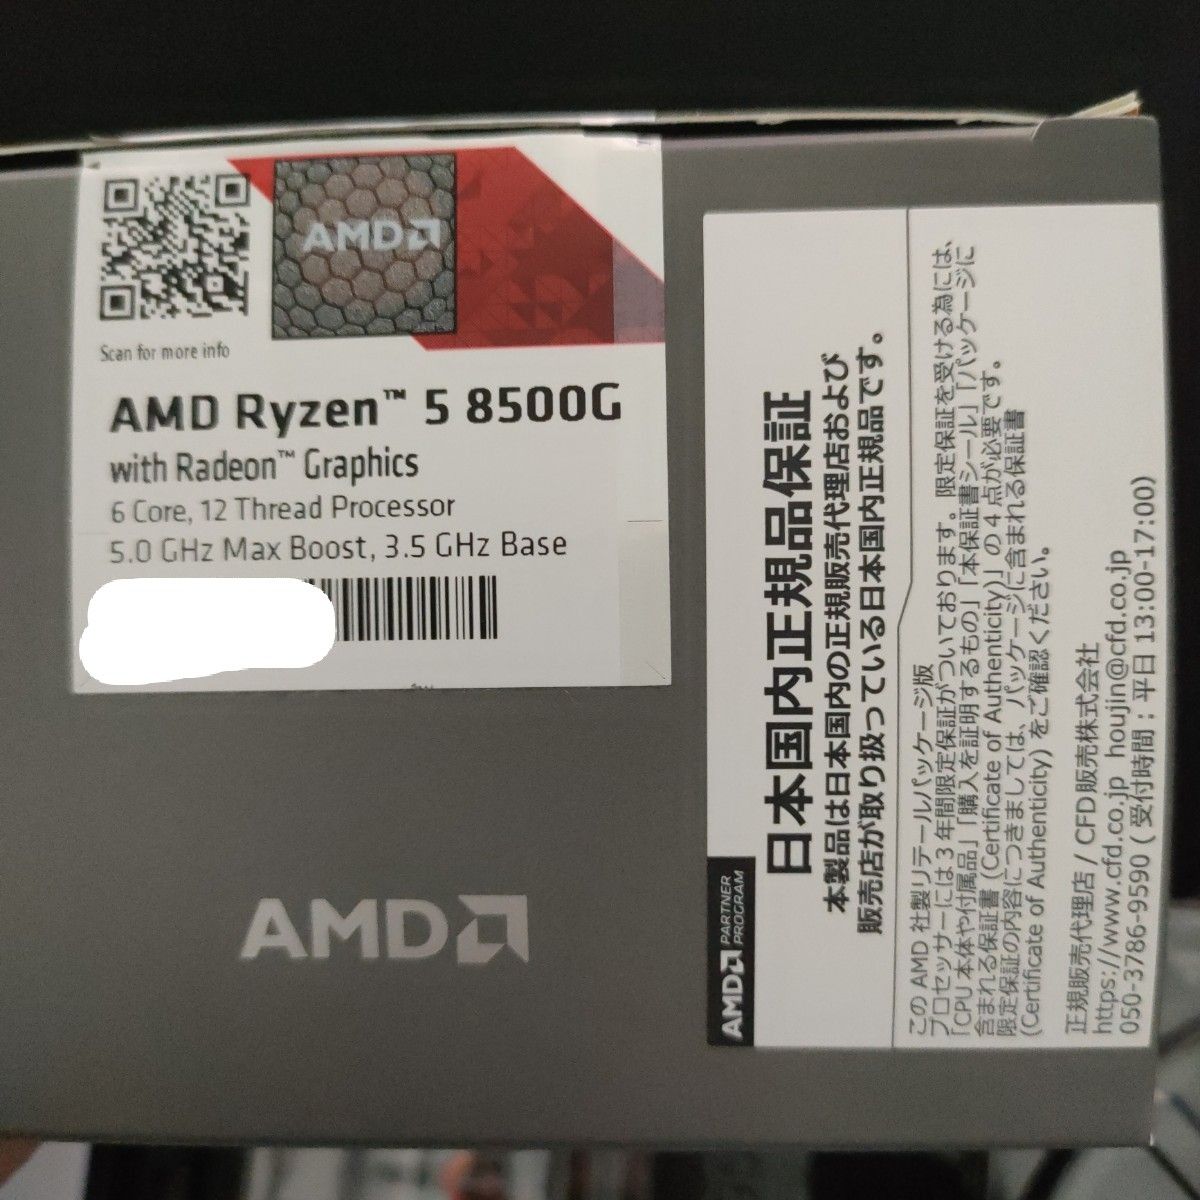 AMD
Scan for more info
AMD Ryzen™ 5 8500G
with Radeon™ Graphics
6 Core, 12 Thread Processor
5.0 GHz Max Boost, 3.5 GHz Base
AMD
AMD PARTNER
PROGRAM
日本国内正規品保証
本製品は日本国内の正規販売代理店および
販売店が取り扱っている日本国内正規品です。
この AMD 社製リテールパッケージ版
プロセッサーには 3 年間限定保証がついております。限定保証を受ける為には、
「CPU 本体や付属品」「購入を証明するもの」「本保証書シール」「パッケージに
含まれる保証書 (Certificate of Authenticity)」の 4 点が必要です。
限定保証の内容につきましては、パッケージに含まれる保証書
(Certificate of Authenticity) をご確認ください。
正規販売代理店 / CFD販売株式会社
https://www.cfd.co.jp houjin@cfd.co.jp
050-3786-9590 ( 受付時間 : 平日 13:00-17:00)